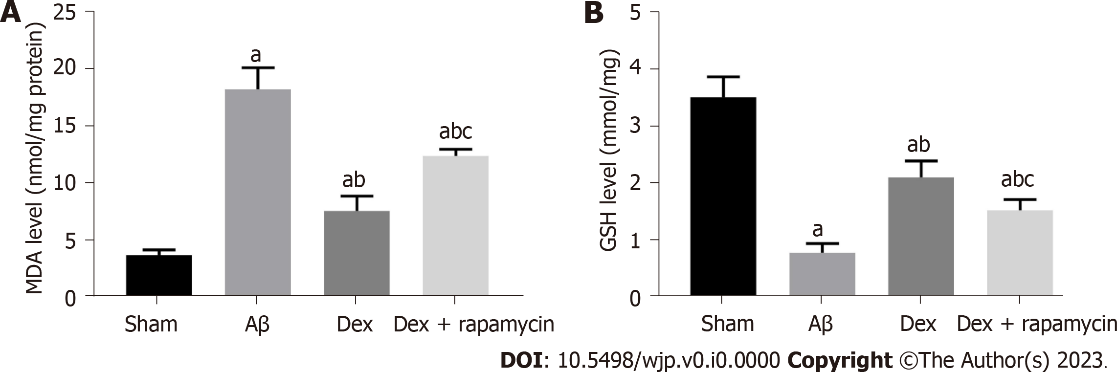 A
MDA level (nmol/mg protein)
25
20
15
10
5
0
a
ab
abc
Sham
Aβ
Dex
Dex + rapamycin
B
GSH level (mmol/mg)
5
4
3
2
1
0
a
ab
abc
Sham
Aβ
Dex
Dex + rapamycin
DOI: 10.5498/wjp.v0.i0.0000 Copyright ©The Author(s) 2023.